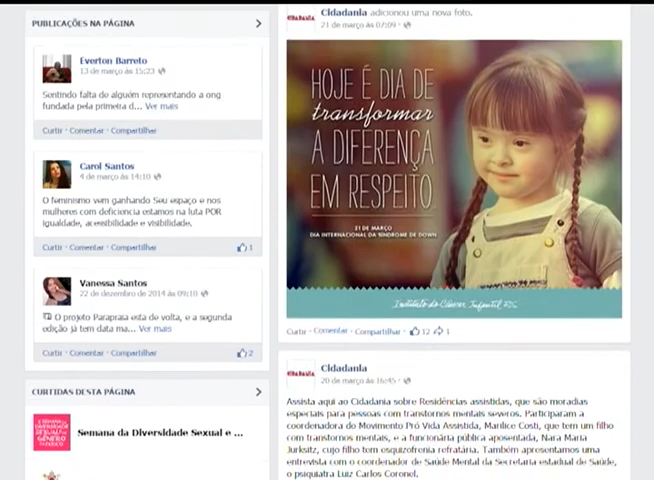 PUBLICAÇÕES NA PÁGINA
Everton Barreto
13 de março às 15:23
Sentindo falta de alguém representando a ong
fundada pela primeira d... Ver mais
Curtir · Comentar · Compartilhar
Carol Santos
4 de março às 14:10
O feminismo vem ganhando Seu espaço e nos
mulheres com deficiencia estamos na luta POR
igualdade, acessibilidade e visibilidade.
Curtir · Comentar · Compartilhar
1
Vanessa Santos
22 de dezembro de 2014 às 09:10
O projeto Parapraia esta de volta, e a segunda
edição já tem data ma... Ver mais
Curtir · Comentar · Compartilhar
2
CURTIDAS DESTA PÁGINA
SEMANA DA
DIVERSIDADE
SEXUAL E DE
GÊNERO
Semana da Diversidade Sexual e ...
CIDADANIA
Cidadania adicionou uma nova foto.
21 de março às 07:09
HOJE É DIA DE
transformar
A DIFERENÇA
EM RESPEITO
21 DE MARÇO
DIA INTERNACIONAL DA SÍNDROME DE DOWN
Instituto do Câncer Infantil
Curtir · Comentar · Compartilhar · 12 1
CIDADANIA
Cidadania
20 de março às 16:45
Assista aqui ao Cidadania sobre Residências assistidas, que são moradias
especiais para pessoas com transtornos mentais severos. Participaram a
coordenadora do Movimento Pró Vida Assistida, Marilice Costi, que tem um filho
com transtornos mentais, e a funcionária pública aposentada, Nara Maria
Jurksitz, cujo filho tem esquizofrenia refratária. Também apresentamos uma
entrevista com o coordenador de Saúde Mental da Secretaria estadual de Saúde,
o psiquiatra Luiz Carlos Coronel.